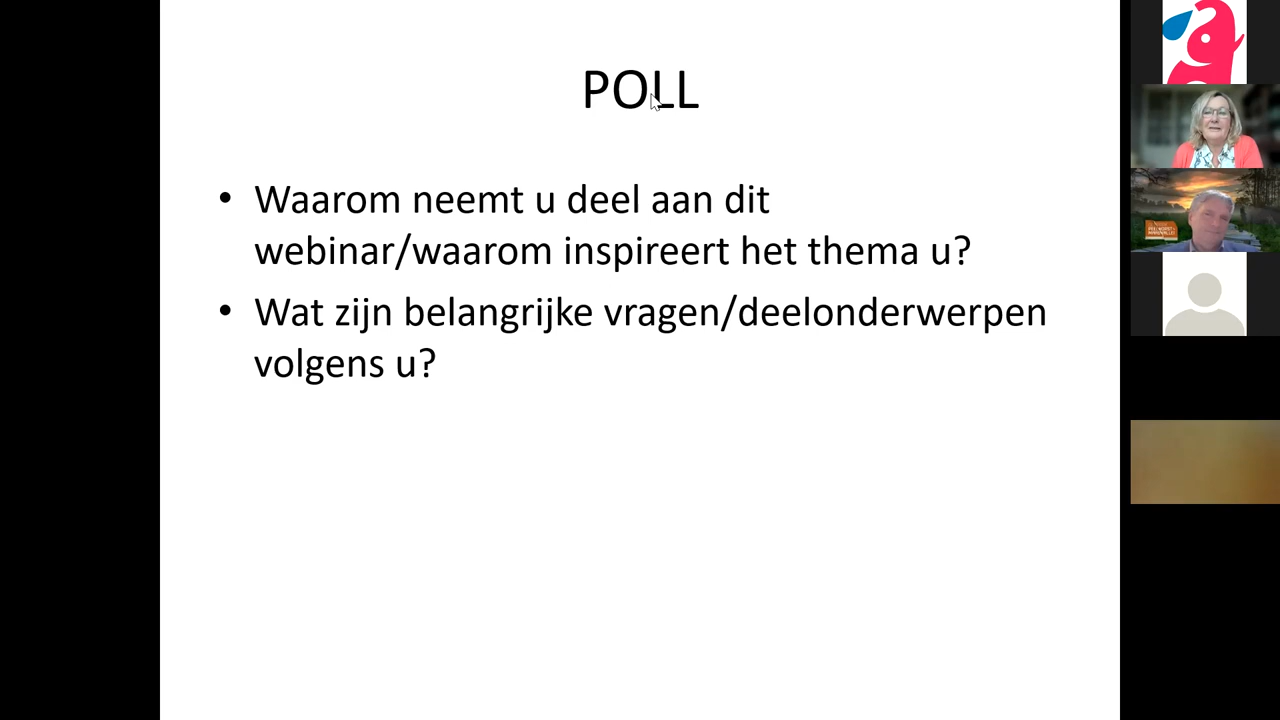 POLL
• Waarom neemt u deel aan dit
webinar/waarom inspireert het thema u?
• Wat zijn belangrijke vragen/deelonderwerpen
volgens u?